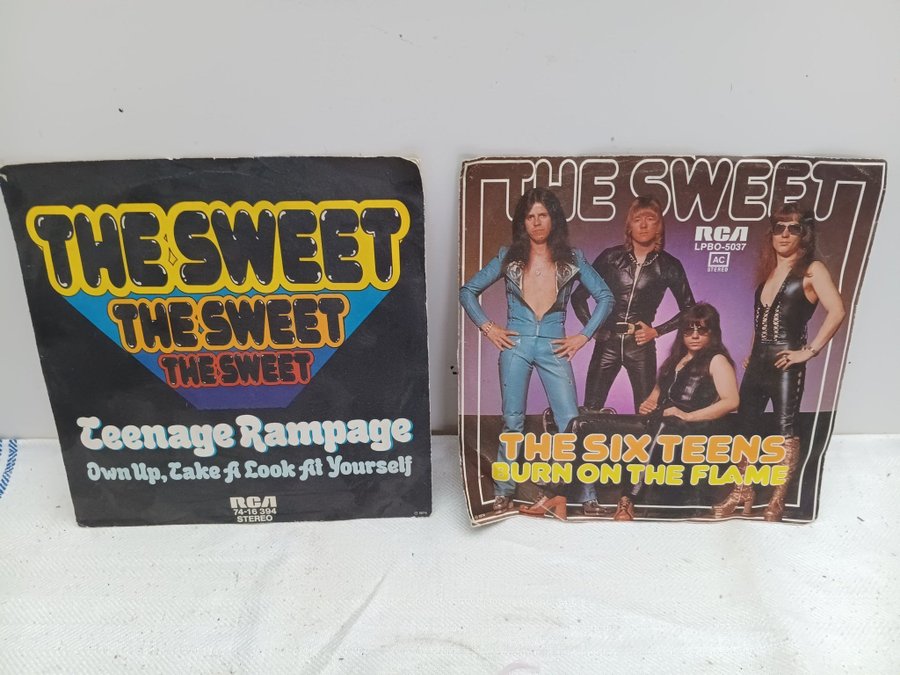 THE SWEET
THE SWEET
THE SWEET
Teenage Rampage
Own Up, Take A Look At Yourself
RCA
74-16 394
STEREO
THE SWEET
RCA
LPBO-5037
AC
STEREO
THE SIX TEENS
BURN ON THE FLAME